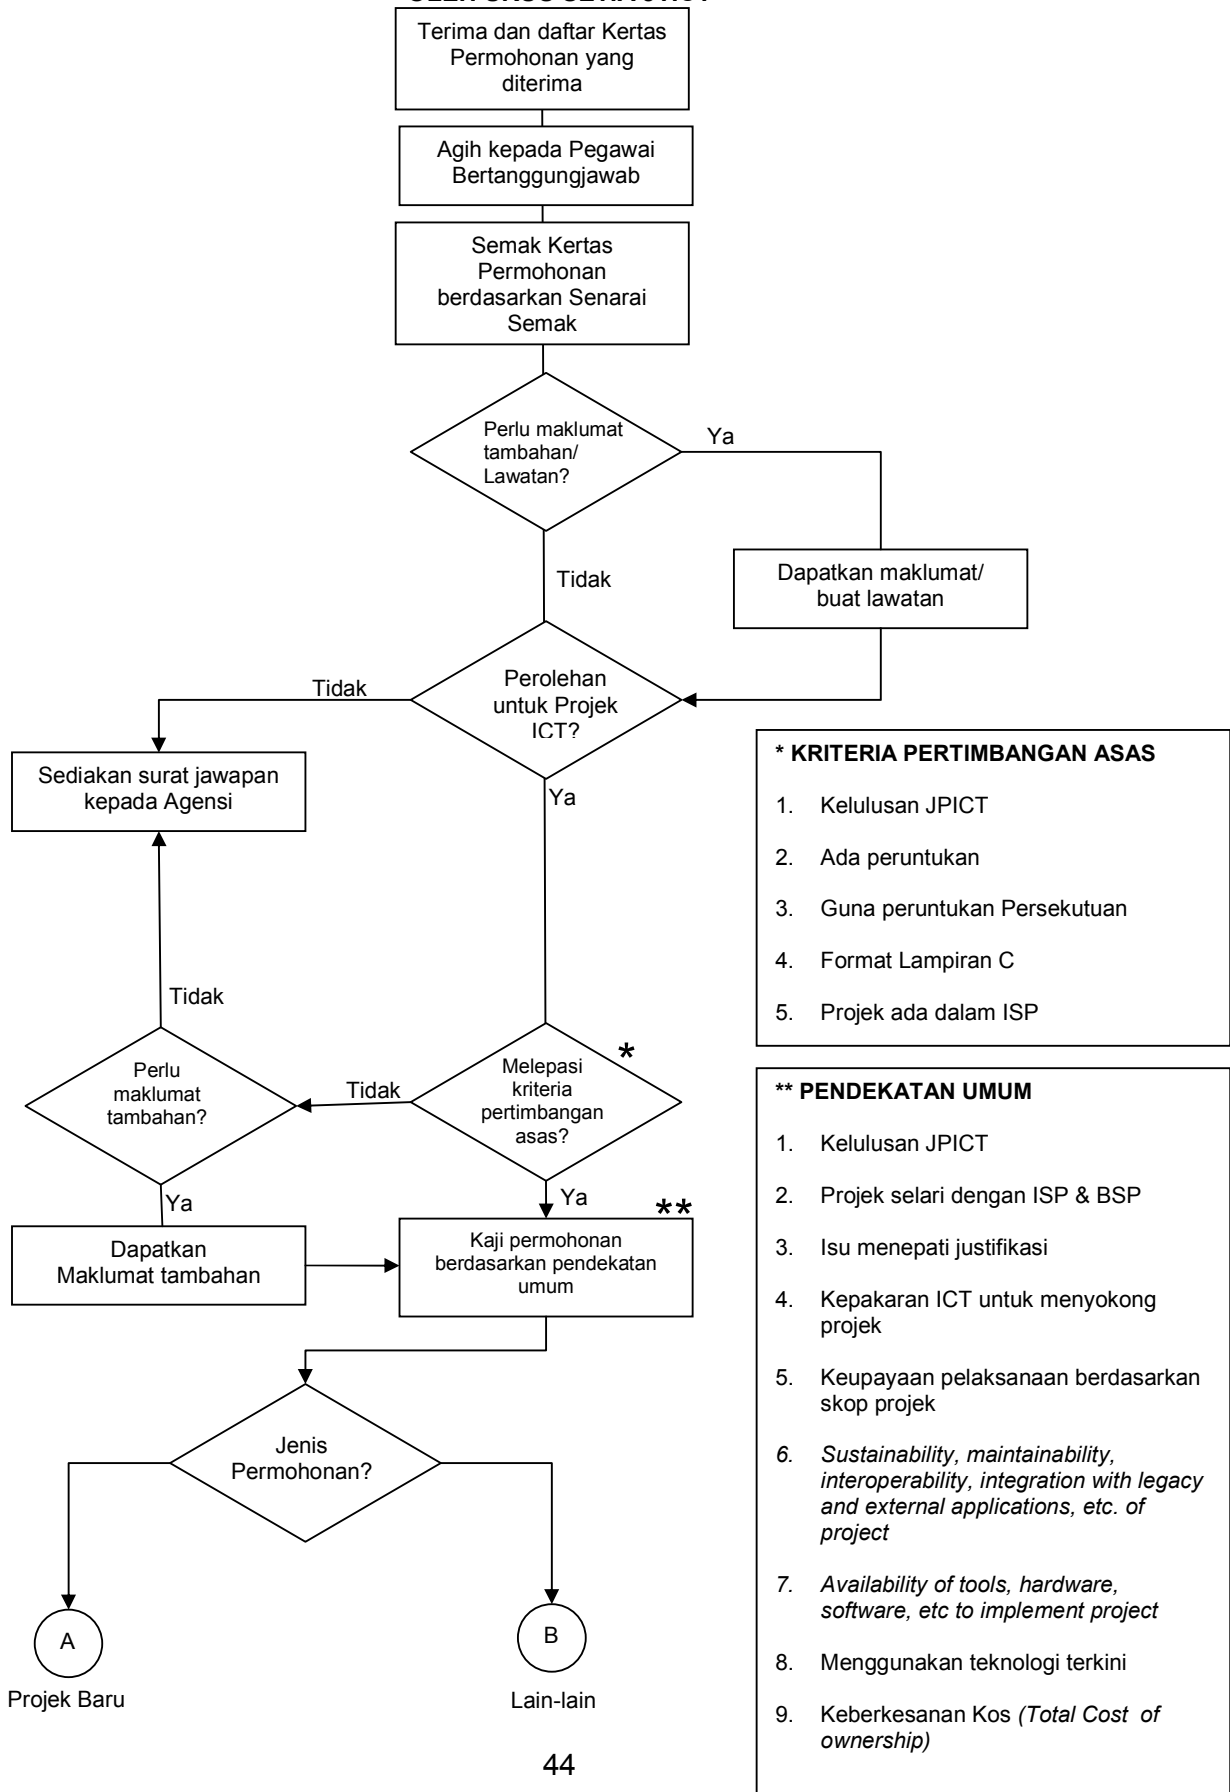 Terima dan daftar Kertas
Permohonan yang
diterima
Agih kepada Pegawai
Bertanggungjawab
Semak Kertas
Permohonan
berdasarkan Senarai
Semak
Perlu maklumat
tambahan/
Lawatan?
Ya
Tidak
Dapatkan maklumat/
buat lawatan
Perolehan
untuk Projek
ICT?
Tidak
Ya
Sediakan surat jawapan
kepada Agensi
Tidak
Perlu
maklumat
tambahan?
Tidak
Melepasi
kriteria
pertimbangan
asas?
*
Ya
Dapatkan
Maklumat tambahan
Ya
**
Kaji permohonan
berdasarkan pendekatan
umum
Jenis
Permohonan?
A
Projek Baru
B
Lain-lain
* KRITERIA PERTIMBANGAN ASAS
1. Kelulusan JPICT
2. Ada peruntukan
3. Guna peruntukan Persekutuan
4. Format Lampiran C
5. Projek ada dalam ISP
** PENDEKATAN UMUM
1. Kelulusan JPICT
2. Projek selari dengan ISP & BSP
3. Isu menepati justifikasi
4. Kepakaran ICT untuk menyokong
projek
5. Keupayaan pelaksanaan berdasarkan
skop projek
6. Sustainability, maintainability,
interoperability, integration with legacy
and external applications, etc. of
project
7. Availability of tools, hardware,
software, etc to implement project
8. Menggunakan teknologi terkini
9. Keberkesanan Kos (Total Cost of
ownership)
44